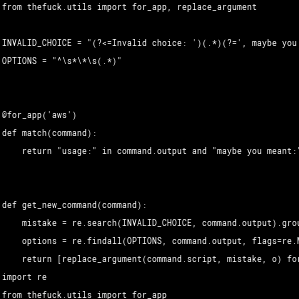 from thefuck.utils import for_app, replace_argument
INVALID_CHOICE = "(?<=Invalid choice: ')(.*)(?=', maybe you
OPTIONS = "^\s*\*\s(.*)"
@for_app('aws')
def match(command):
return "usage:" in command.output and "maybe you meant:"
def get_new_command(command):
mistake = re.search(INVALID_CHOICE, command.output).grou
options = re.findall(OPTIONS, command.output, flags=re.M
return [replace_argument(command.script, mistake, o) for
import re
from thefuck.utils import for_app